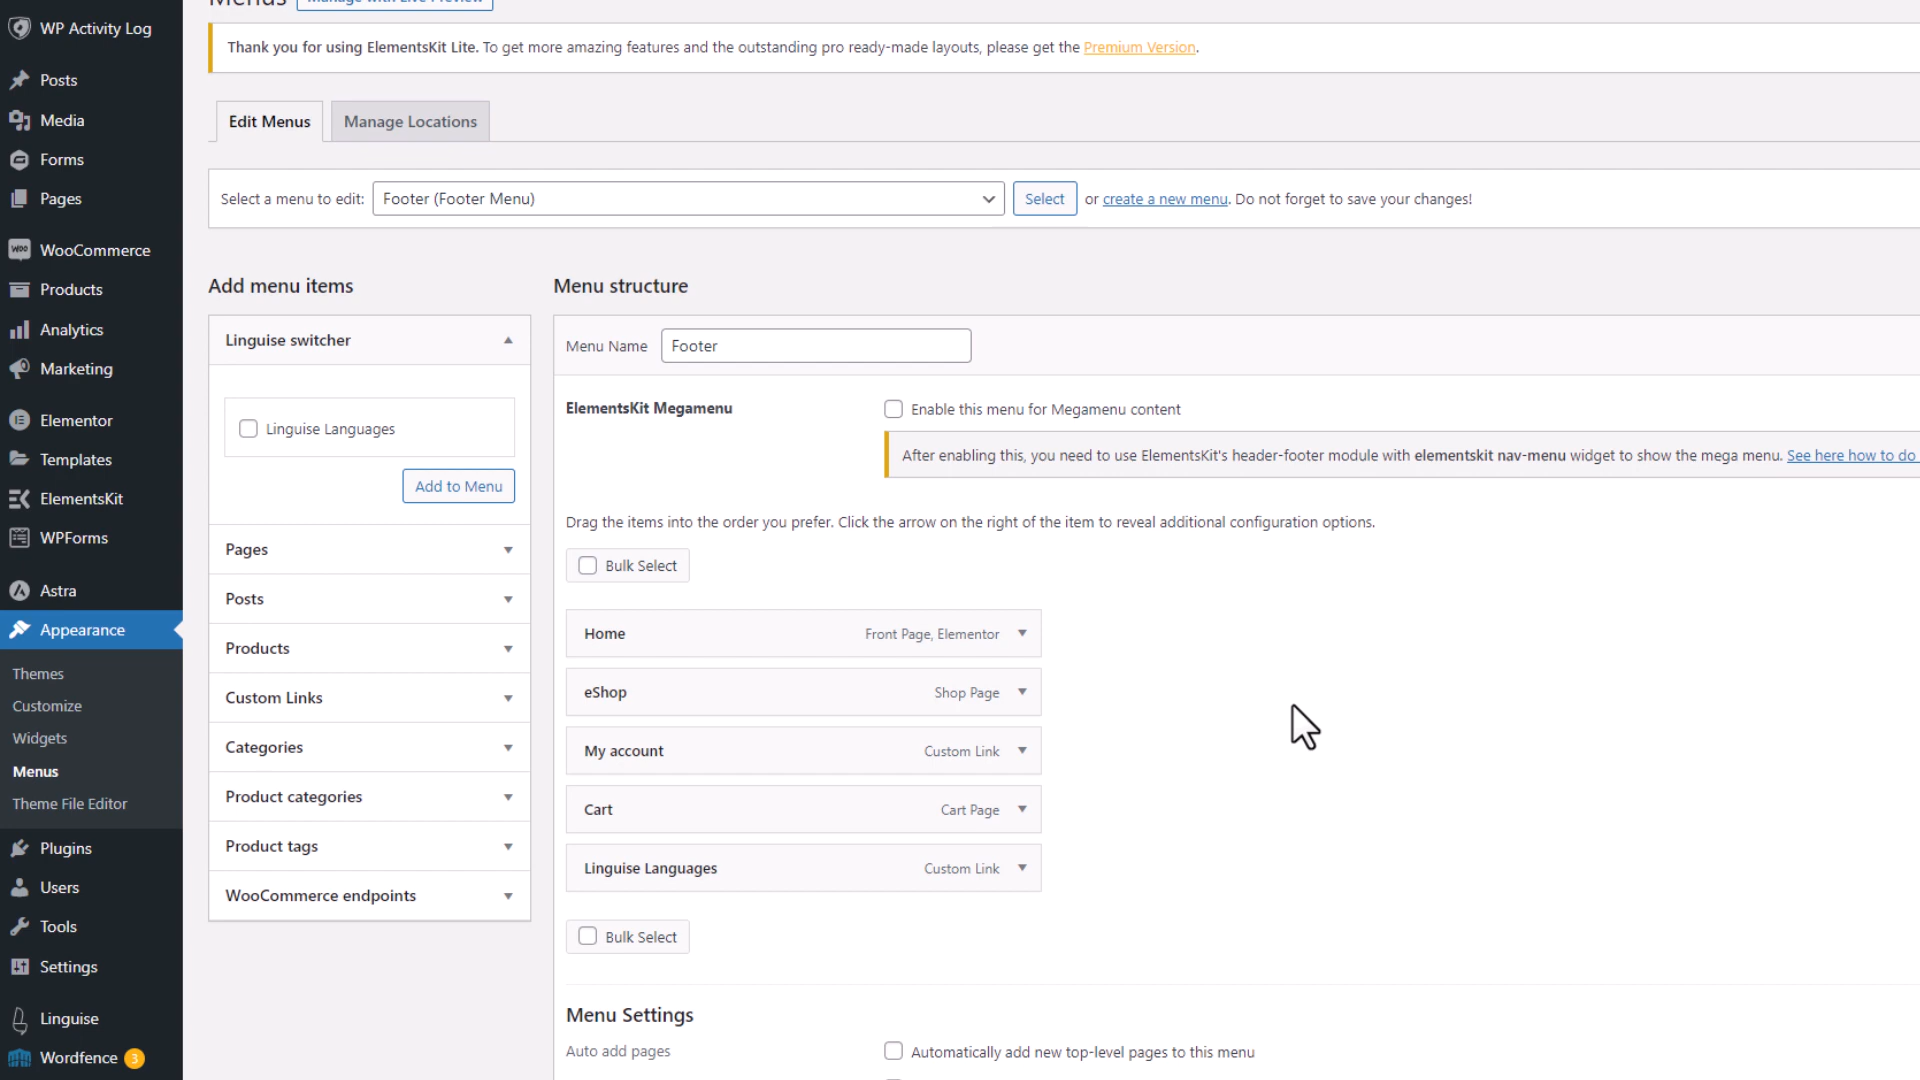 Menus
Manage with Live Preview
WP Activity Log
Thank you for using ElementsKit Lite. To get more amazing features and the outstanding pro ready-made layouts, please get the Premium Version.
Posts
Media
Forms
Pages
Edit Menus
Manage Locations
Select a menu to edit: Footer (Footer Menu) Select or create a new menu. Do not forget to save your changes!
WooCommerce
Products
Analytics
Marketing
Elementor
Templates
ElementsKit
WPForms
Astra
Appearance
Themes
Customize
Widgets
Menus
Theme File Editor
Plugins
Users
Tools
Settings
Linguise
Wordfence 3
Add menu items
Linguise switcher
Linguise Languages
Add to Menu
Pages
Posts
Products
Custom Links
Categories
Product categories
Product tags
WooCommerce endpoints
Menu structure
Menu Name Footer
ElementsKit Megamenu
Enable this menu for Megamenu content
After enabling this, you need to use ElementsKit's header-footer module with elementskit nav-menu widget to show the mega menu. See here how to do
Drag the items into the order you prefer. Click the arrow on the right of the item to reveal additional configuration options.
Bulk Select
Home Front Page, Elementor
eShop Shop Page
My account Custom Link
Cart Cart Page
Linguise Languages Custom Link
Bulk Select
Menu Settings
Auto add pages
Automatically add new top-level pages to this menu